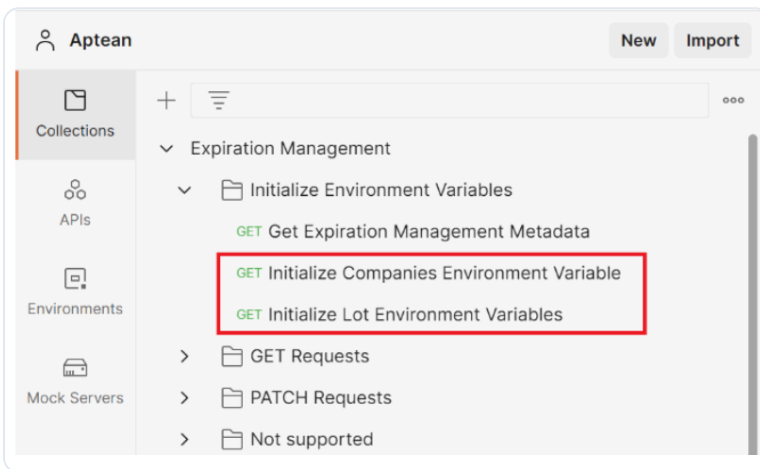 Aptean
New Import
Collections
ooo
Expiration Management
APIs
Initialize Environment Variables
GET Get Expiration Management Metadata
Environments
GET Initialize Companies Environment Variable
GET Initialize Lot Environment Variables
Mock Servers
GET Requests
PATCH Requests
Not supported